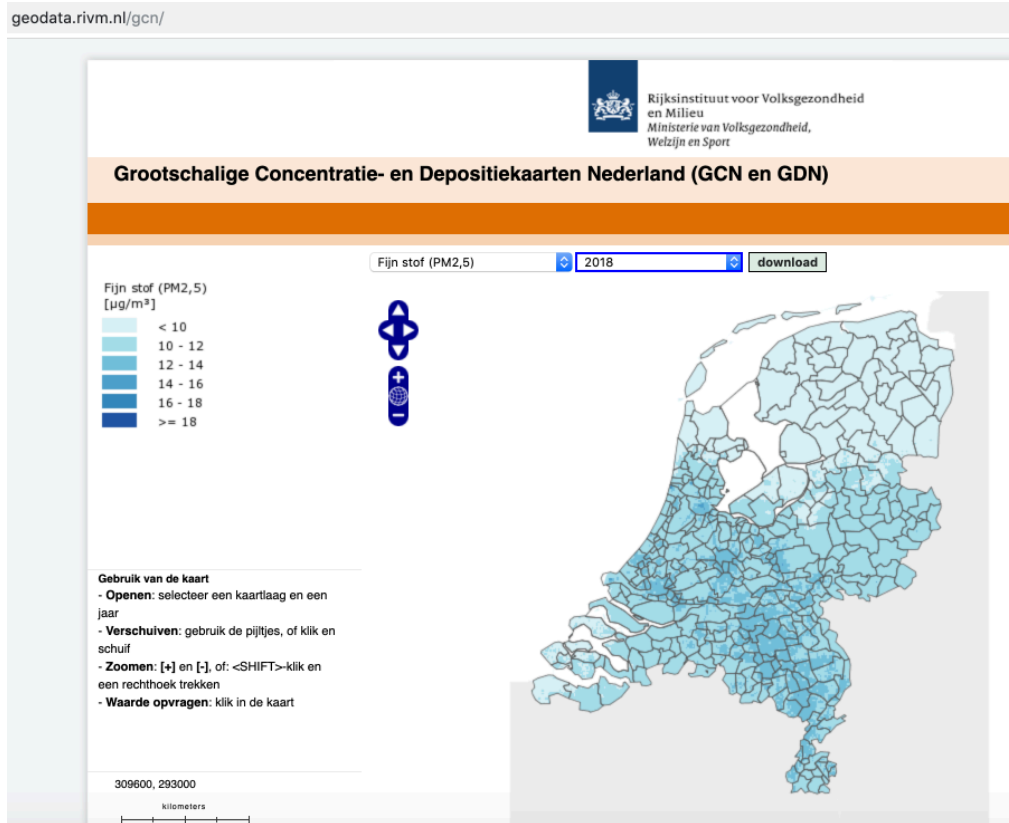 geodata.rivm.nl/gcn/
Rijksinstituut voor Volksgezondheid
en Milieu
Ministerie van Volksgezondheid,
Welzijn en Sport
Grootschalige Concentratie- en Depositiekaarten Nederland (GCN en GDN)
Fijn stof (PM2,5) 2018 download
Fijn stof (PM2,5)
[µg/m³]
< 10
10 - 12
12 - 14
14 - 16
16 - 18
>= 18
Gebruik van de kaart
- Openen: selecteer een kaartlaag en een
jaar
- Verschuiven: gebruik de pijltjes, of klik en
schuif
- Zoomen: [+] en [-], of: <SHIFT>-klik en
een rechthoek trekken
- Waarde opvragen: klik in de kaart
309600, 293000
kilometers